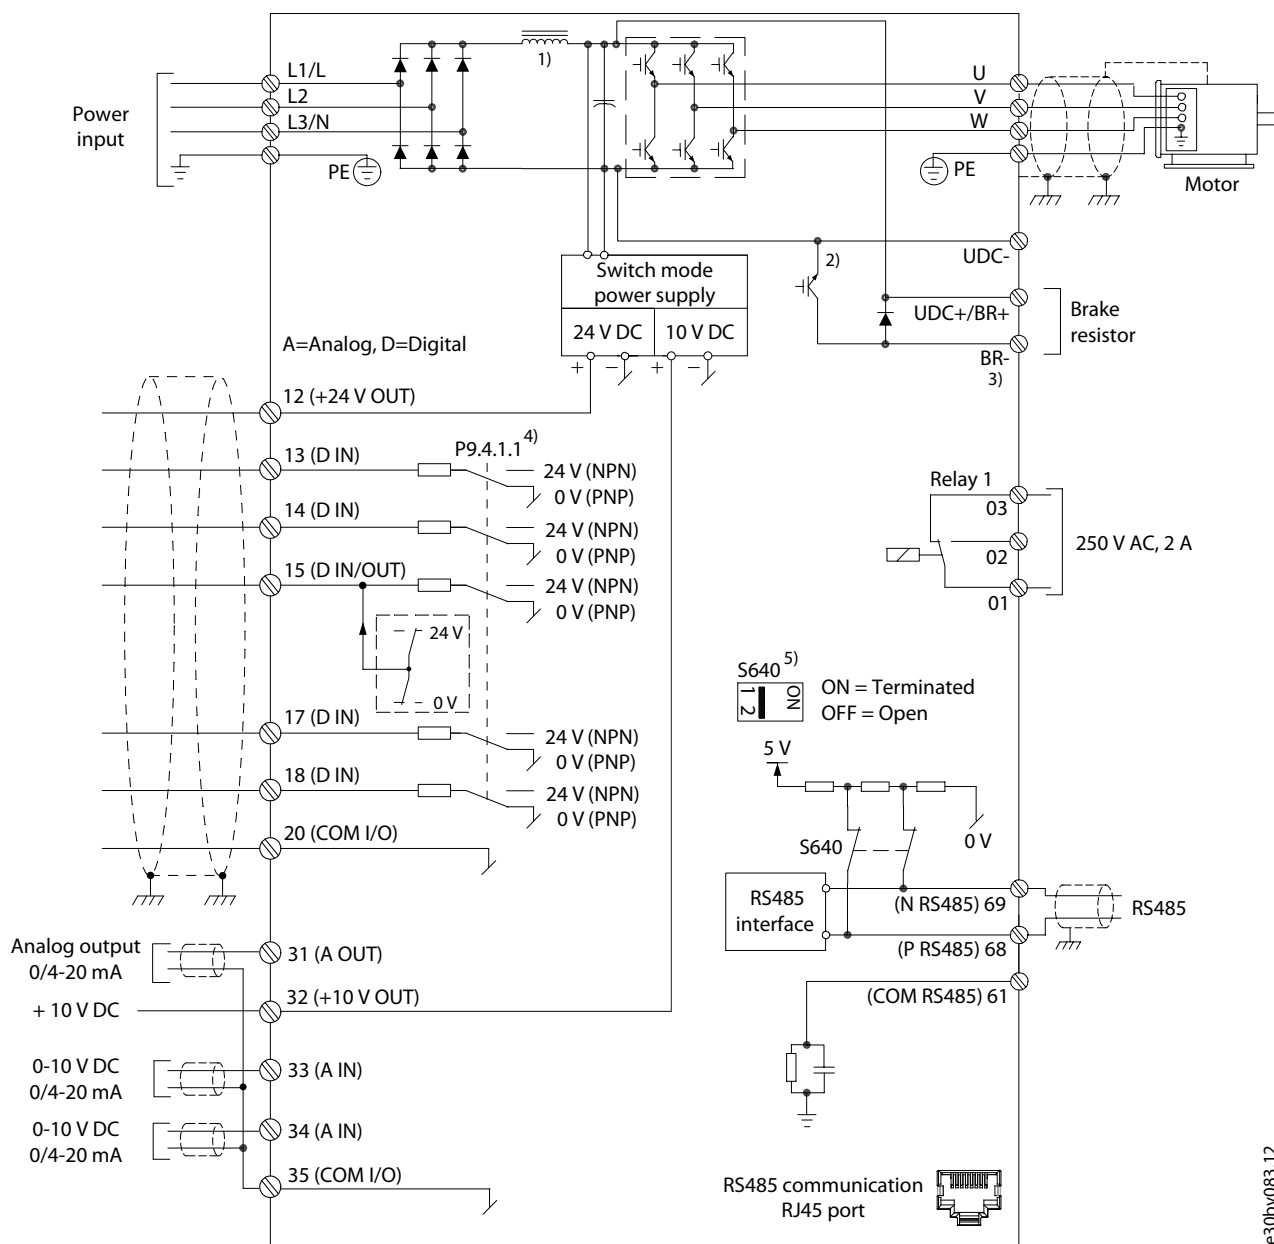 1)
L1/L
L2
L3/N
Power
input
PE
U
V
W
PE
Motor
UDC-
2)
Switch mode
power supply
24 V DC
10 V DC
+
−
+
−
UDC+/BR+
BR-
3)
Brake
resistor
A=Analog, D=Digital
12 (+24 V OUT)
13 (D IN)
P9.4.1.1 4)
24 V (NPN)
0 V (PNP)
14 (D IN)
24 V (NPN)
0 V (PNP)
15 (D IN/OUT)
24 V (NPN)
0 V (PNP)
24 V
0 V
17 (D IN)
24 V (NPN)
0 V (PNP)
18 (D IN)
24 V (NPN)
0 V (PNP)
20 (COM I/O)
Relay 1
03
02
01
250 V AC, 2 A
S640 5)
1 2
ON
ON = Terminated
OFF = Open
5 V
S640
0 V
RS485
interface
(N RS485) 69
(P RS485) 68
RS485
(COM RS485) 61
Analog output
0/4-20 mA
31 (A OUT)
+ 10 V DC
32 (+10 V OUT)
0-10 V DC
0/4-20 mA
33 (A IN)
0-10 V DC
0/4-20 mA
34 (A IN)
35 (COM I/O)
RS485 communication
RJ45 port
e30bv083.12